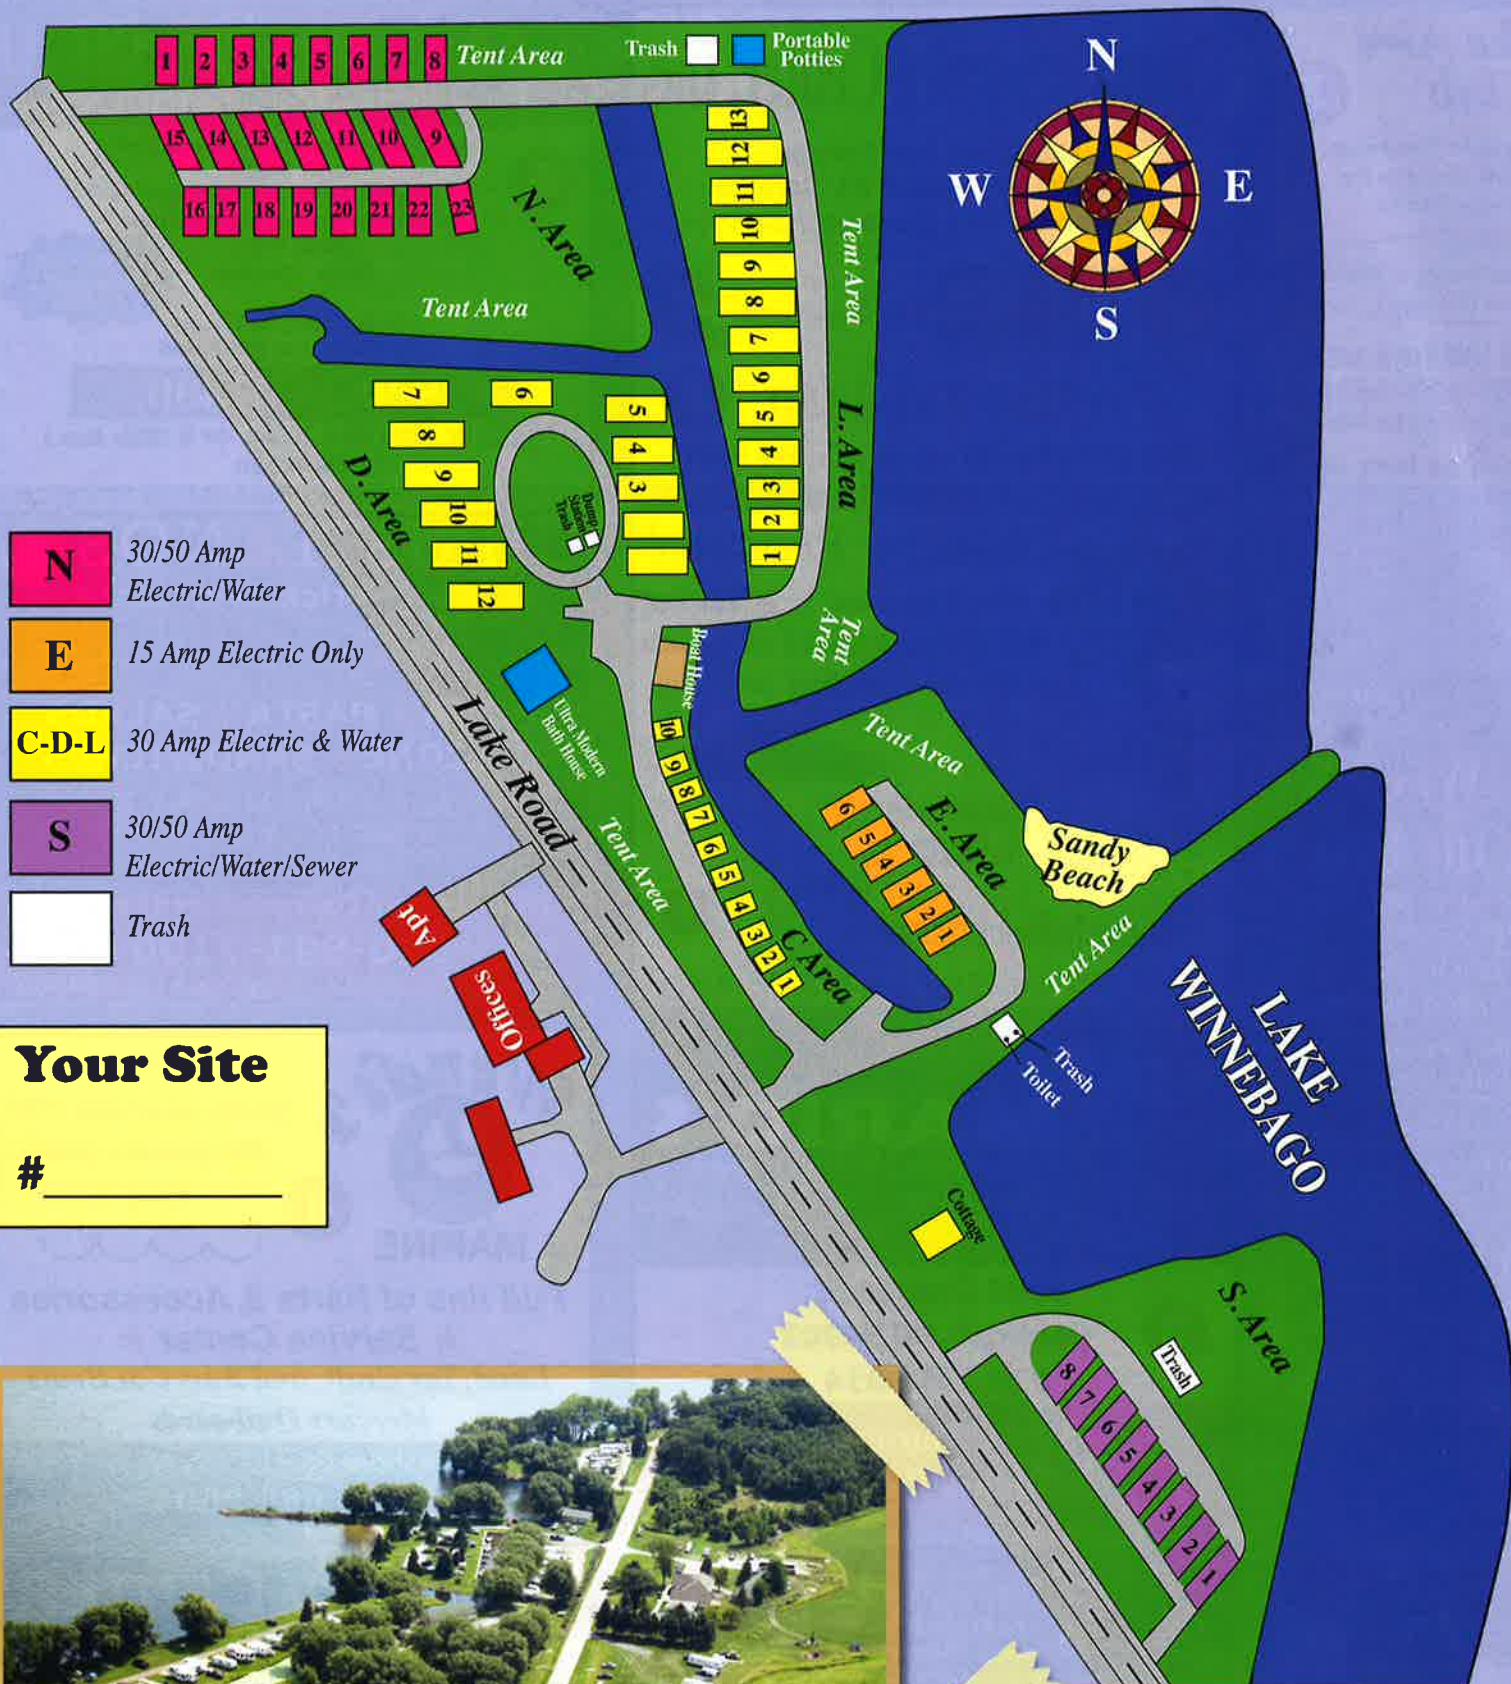 1 2 3 4 5 6 7 8
Tent Area
Trash
Portable
Potties
N
W
E
S
15 14 13 12 11 10 9
16 17 18 19 20 21 22 23
N. Area
Tent Area
13
12
11
10
9
8
7
6
5
4
3
2
1
Tent Area
L. Area
Tent
Area
7
6
5
8
4
9
3
10
11
12
D. Area
Dump
Station
Trash
N
30/50 Amp
Electric/Water
E
15 Amp Electric Only
C-D-L
30 Amp Electric & Water
S
30/50 Amp
Electric/Water/Sewer
Trash
Boat House
Ultra Modern
Bath House
Lake Road
Tent Area
10
9
8
7
6
5
4
3
2
1
C Area
Tent Area
E. Area
6
5
4
3
2
1
Sandy
Beach
Tent Area
Trash
Toilet
LAKE
WINNEBAGO
Apt
Offices
Your Site
#
Cottage
S. Area
Trash
8
7
6
5
4
3
2
1